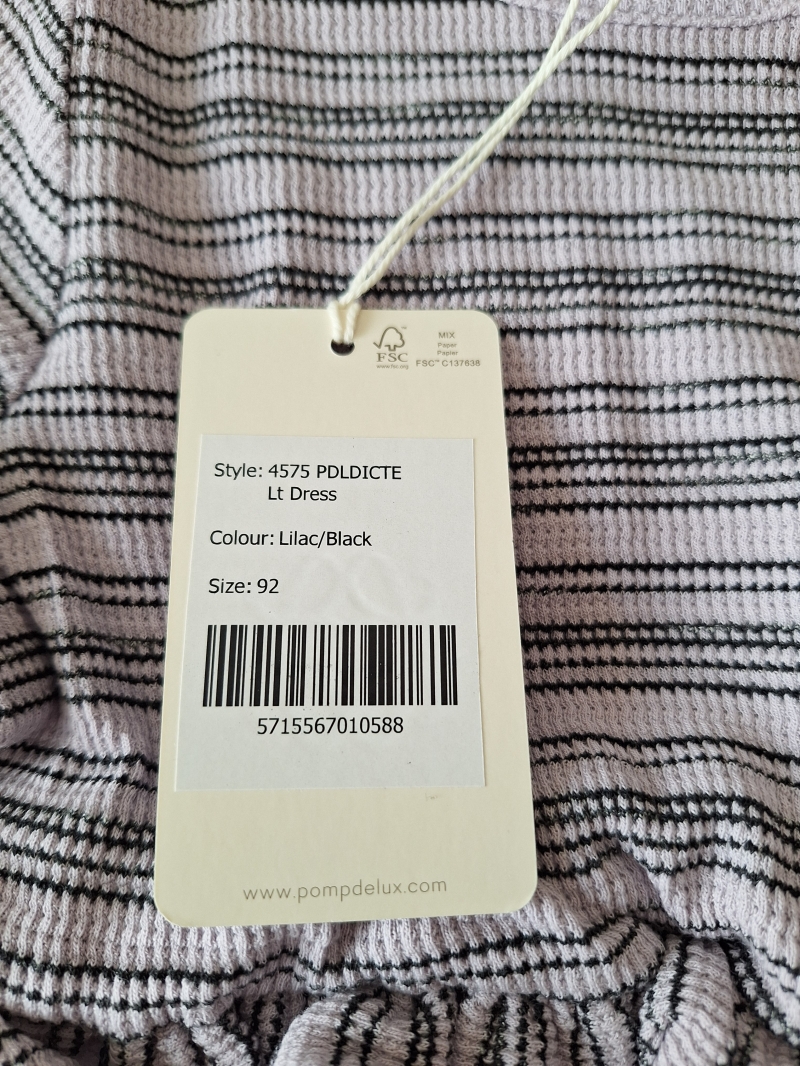 FSC™
www.fsc.org
MIX
Paper
Papier
FSC™ C137638
Style: 4575 PDLDICTE
Lt Dress
Colour: Lilac/Black
Size: 92
5715567010588
www.pompdelux.com